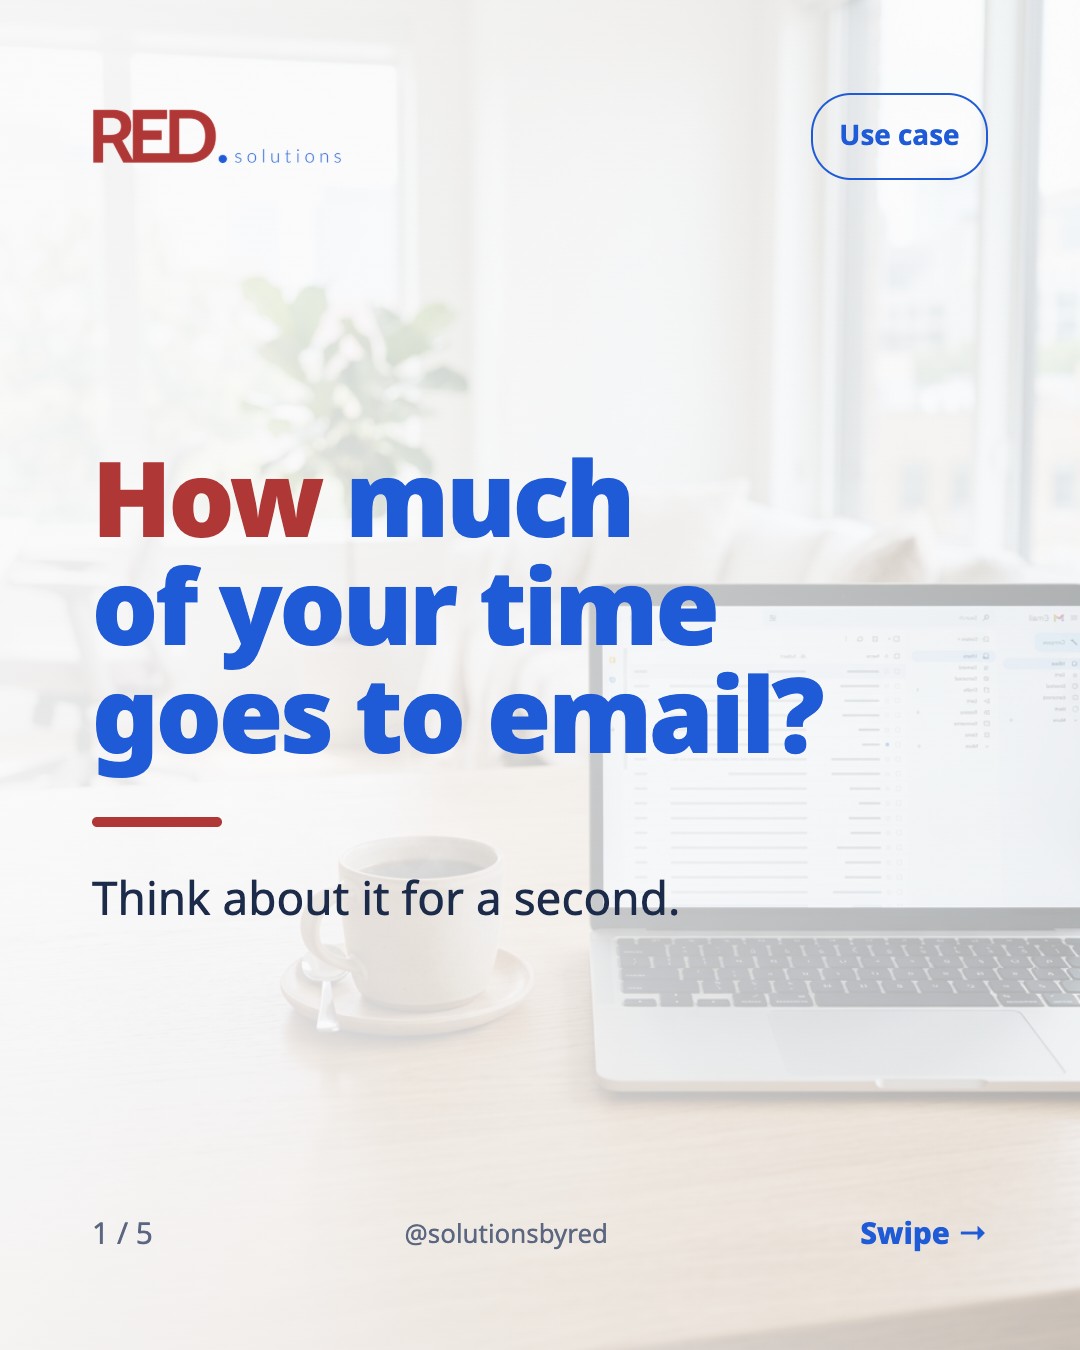 RED.solutions
Use case
How much
of your time
goes to email?
Think about it for a second.
1 / 5
@solutionsbyred
Swipe →